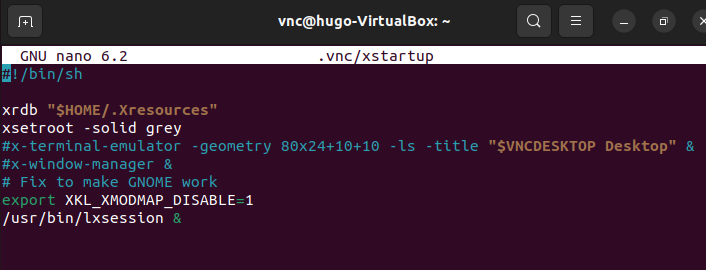 vnc@hugo-VirtualBox: ~
GNU nano 6.2 .vnc/xstartup
#!/bin/sh
xrdb "$HOME/.Xresources"
xsetroot -solid grey
#x-terminal-emulator -geometry 80x24+10+10 -ls -title "$VNCDESKTOP Desktop" &
#x-window-manager &
# Fix to make GNOME work
export XKL_XMODMAP_DISABLE=1
/usr/bin/lxsession &